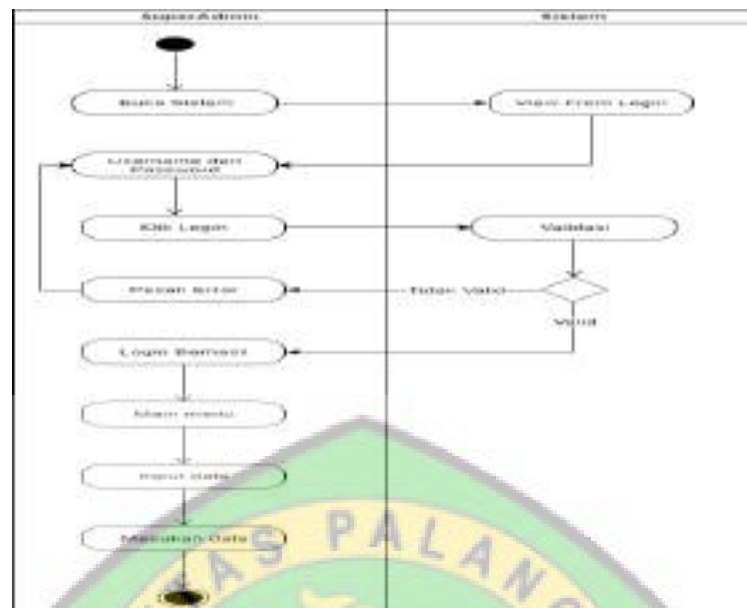 SuperAdmin
Sistem
Buka Sistem
View From Login
Username dan
Password
Klik Login
Validasi
Pesan Error
Tidak Valid
Valid
Login Berhasil
Main menu
Input data
Masukan Data
AS PALANG